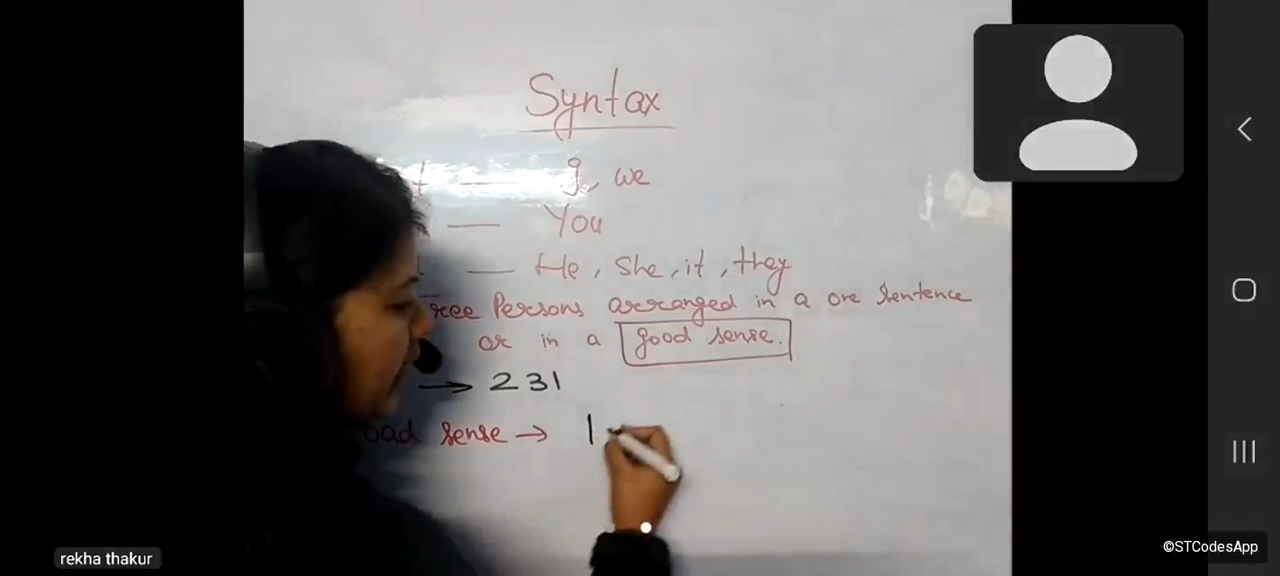 Syntax
I, we
You
He, She, it, they
Persons arranged in a one Sentence
or in a good sense.
→ 231
sense → 1
rekha thakur
©STCodesApp